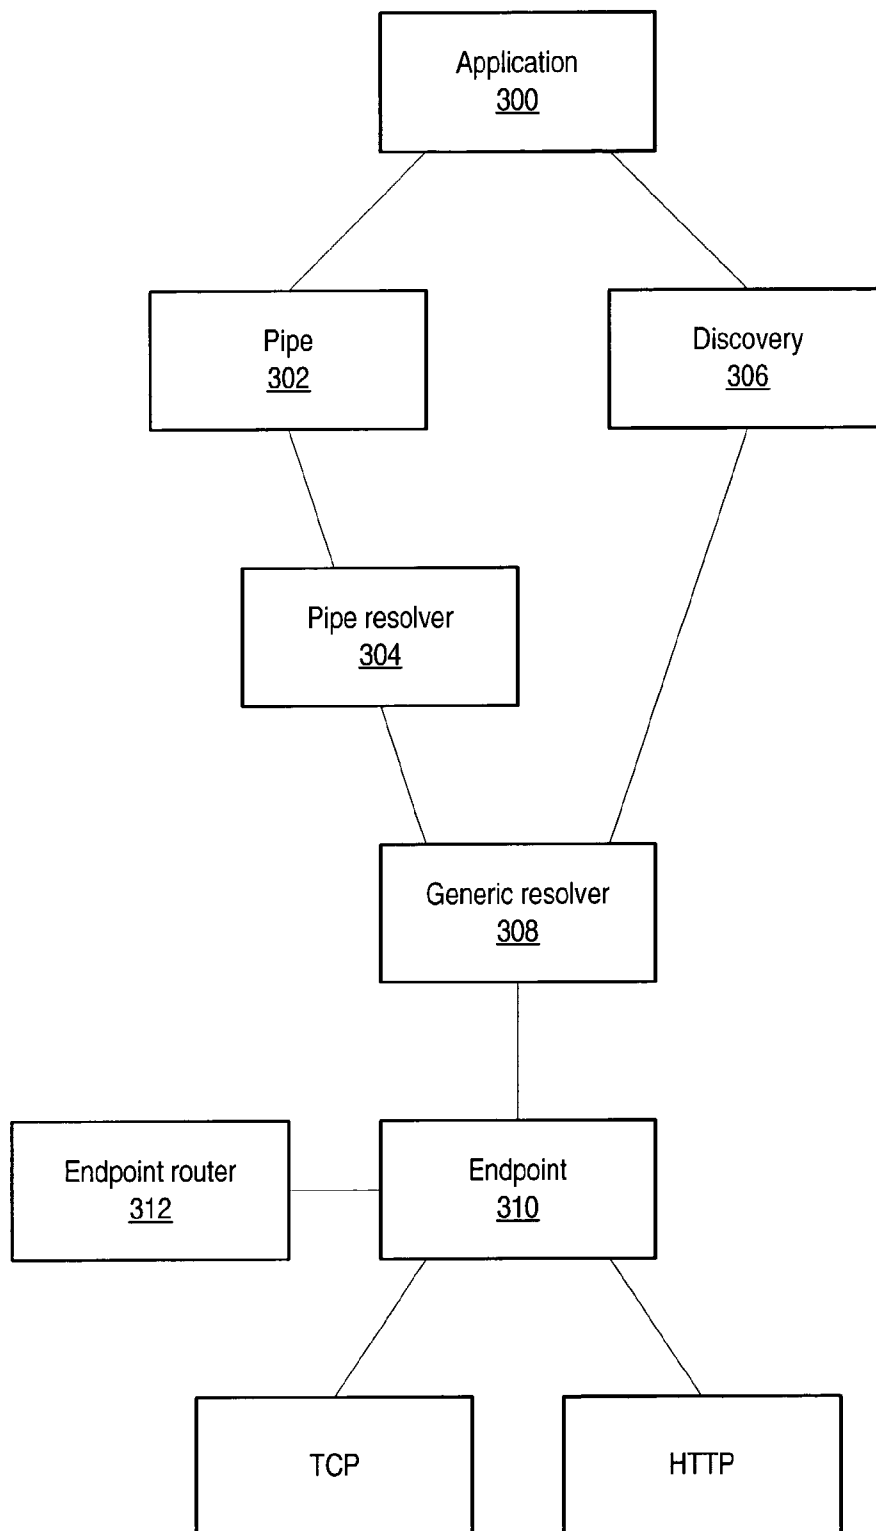 Application
300
Pipe
302
Discovery
306
Pipe resolver
304
Generic resolver
308
Endpoint router
312
Endpoint
310
TCP
HTTP